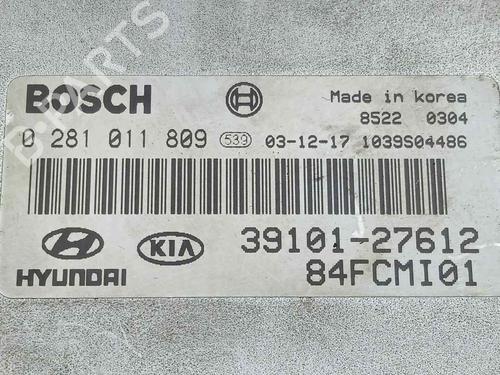 BOSCH
Made in korea
8522 0304
0 281 011 809 539 03-12-17 1039S04486
HYUNDAI
KIA
39101-27612
84FCMI01
B-PARTS